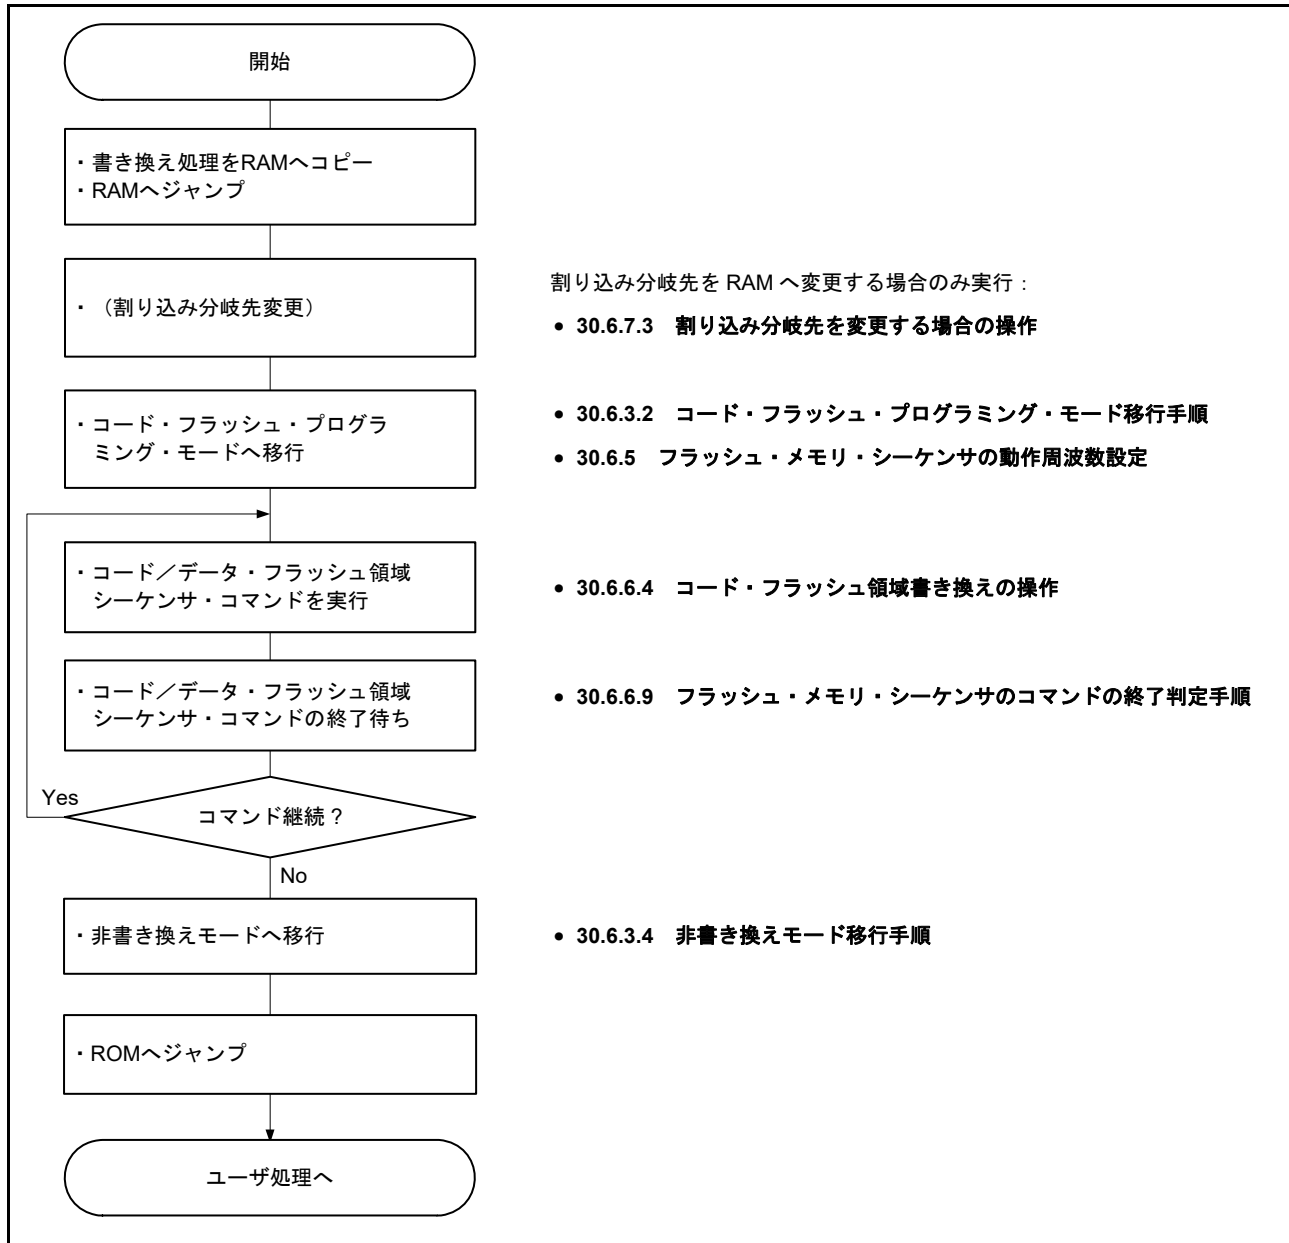 開始
・書き換え処理をRAMへコピー
・RAMへジャンプ
・（割り込み分岐先変更）
割り込み分岐先を RAM へ変更する場合のみ実行：
● 30.6.7.3 割り込み分岐先を変更する場合の操作
・コード・フラッシュ・プログラ
ミング・モードへ移行
● 30.6.3.2 コード・フラッシュ・プログラミング・モード移行手順
● 30.6.5 フラッシュ・メモリ・シーケンサの動作周波数設定
・コード／データ・フラッシュ領域
シーケンサ・コマンドを実行
● 30.6.6.4 コード・フラッシュ領域書き換えの操作
・コード／データ・フラッシュ領域
シーケンサ・コマンドの終了待ち
● 30.6.6.9 フラッシュ・メモリ・シーケンサのコマンドの終了判定手順
Yes
コマンド継続？
No
・非書き換えモードへ移行
● 30.6.3.4 非書き換えモード移行手順
・ROMへジャンプ
ユーザ処理へ